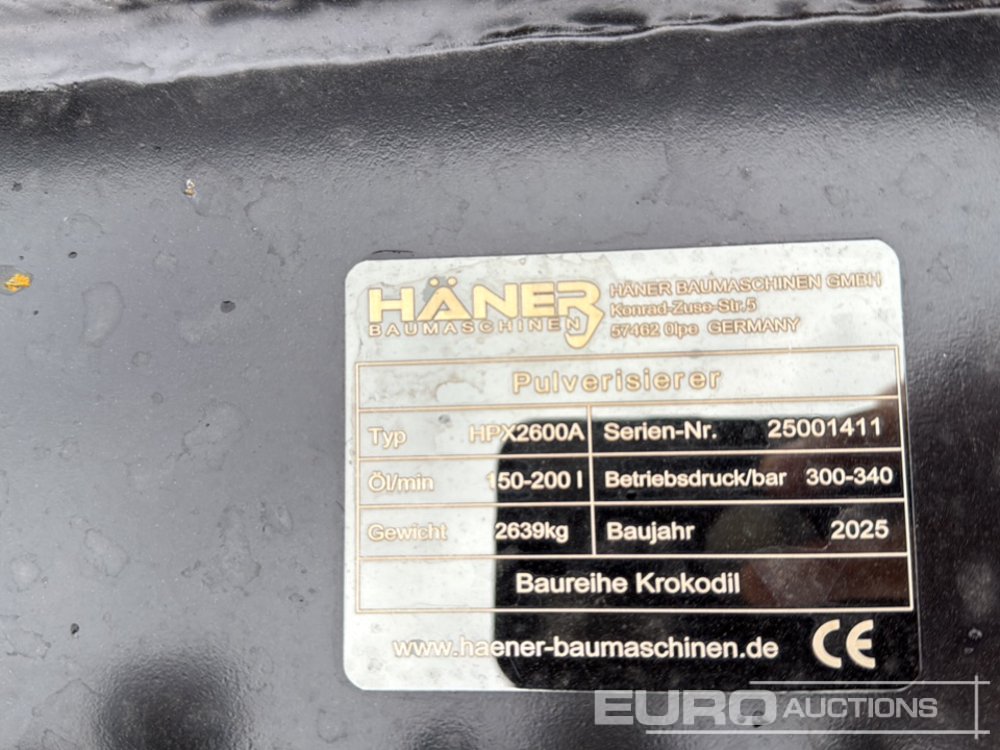 HÄNER
BAUMASCHINEN
HÄNER BAUMASCHINEN GMBH
Konrad-Zuse-Str.5
57462 Olpe GERMANY
Pulverisierer
Typ HPX2600A Serien-Nr. 25001411
Öl/min 150-200 l Betriebsdruck/bar 300-340
Gewicht 2639kg Baujahr 2025
Baureihe Krokodil
www.haener-baumaschinen.de CE
EURO AUCTIONS